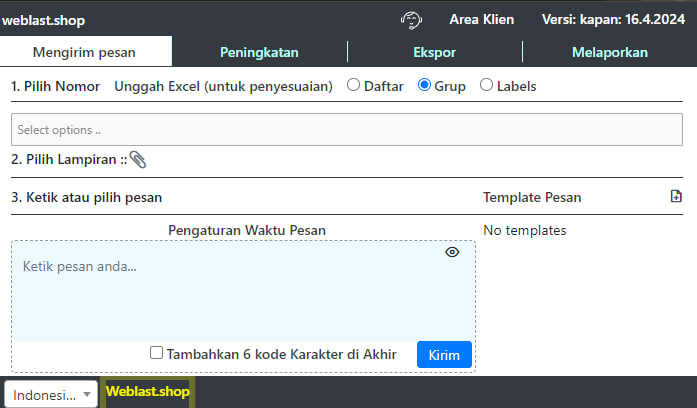 weblast.shop Area Klien Versi: kapan: 16.4.2024
Mengirim pesan Peningkatan Ekspor Melaporkan
1. Pilih Nomor Unggah Excel (untuk penyesuaian) Daftar Grup Labels
Select options ..
2. Pilih Lampiran ::
3. Ketik atau pilih pesan Template Pesan
Pengaturan Waktu Pesan No templates
Ketik pesan anda...
Tambahkan 6 kode Karakter di Akhir Kirim
Indonesi... Weblast.shop